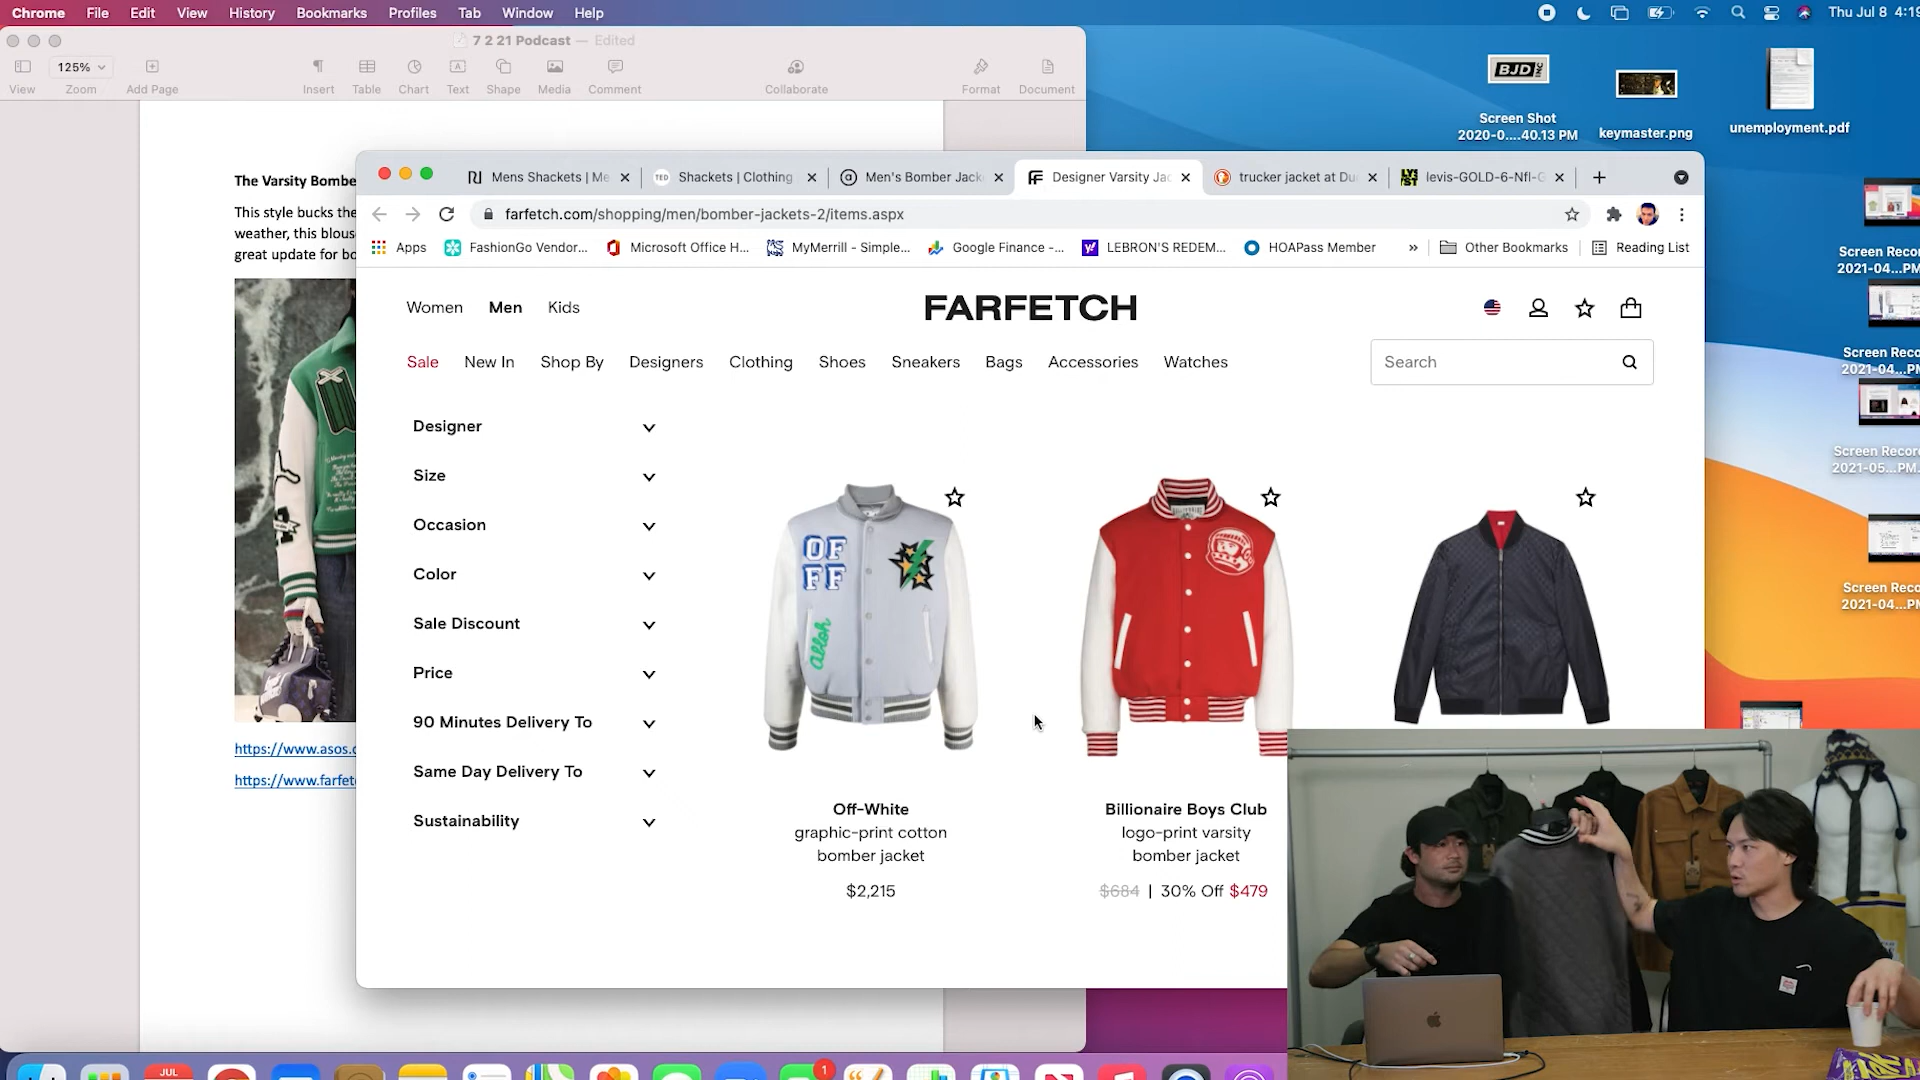 Chrome File Edit View History Bookmarks Profiles Tab Window Help
Thu Jul 8 4:19
7 2 21 Podcast — Edited
125%
View Zoom Add Page Insert Table Chart Text Shape Media Comment Collaborate Format Document
BJD INC
Screen Shot
2020-0....40.13 PM
keymaster.png
unemployment.pdf
The Varsity Bombe
This style bucks the
weather, this blous
great update for bo
https://www.asos.c
https://www.farfet
Mens Shackets | Me
TED
Shackets | Clothing
Men's Bomber Jack
Designer Varsity Jac
trucker jacket at Du
levis-GOLD-6-Nfl-G
farfetch.com/shopping/men/bomber-jackets-2/items.aspx
Apps
FashionGo Vendor...
Microsoft Office H...
MyMerrill - Simple...
Google Finance -...
LEBRON'S REDEM...
HOAPass Member
»
Other Bookmarks
Reading List
Women Men Kids
FARFETCH
Sale New In Shop By Designers Clothing Shoes Sneakers Bags Accessories Watches
Search
Designer
Size
Occasion
Color
Sale Discount
Price
90 Minutes Delivery To
Same Day Delivery To
Sustainability
OF
FF
Off-White
graphic-print cotton
bomber jacket
$2,215
Billionaire Boys Club
logo-print varsity
bomber jacket
$684 | 30% Off $479
Screen Reco
2021-04...PM
Screen Reco
2021-04...PM
Screen Reco
2021-05...PM
Screen Reco
2021-04...PM
JUL
1